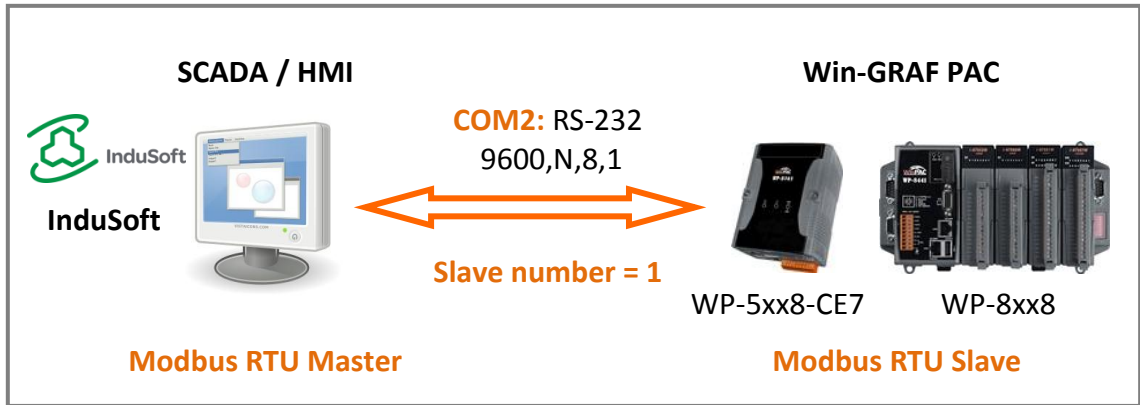 SCADA / HMI
InduSoft
InduSoft
Modbus RTU Master
COM2: RS-232
9600,N,8,1
Slave number = 1
Win-GRAF PAC
WP-5xx8-CE7
WP-8xx8
Modbus RTU Slave